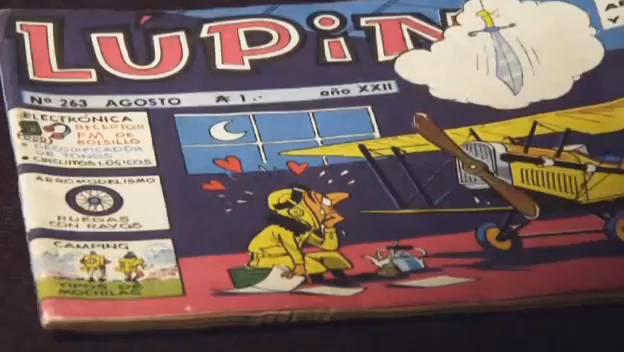 LÚPiN
Nº 263 AGOSTO ₳ 1.- año XXII
ELECTRÓNICA
RECEPTOR
FM DE
BOLSILLO
DECODIFICADOR
DE TONOS
CIRCUITOS LÓGICOS
AEROMODELISMO
RUEDAS
CON RAYOS
CAMPING
TIPOS DE
MOCHILAS